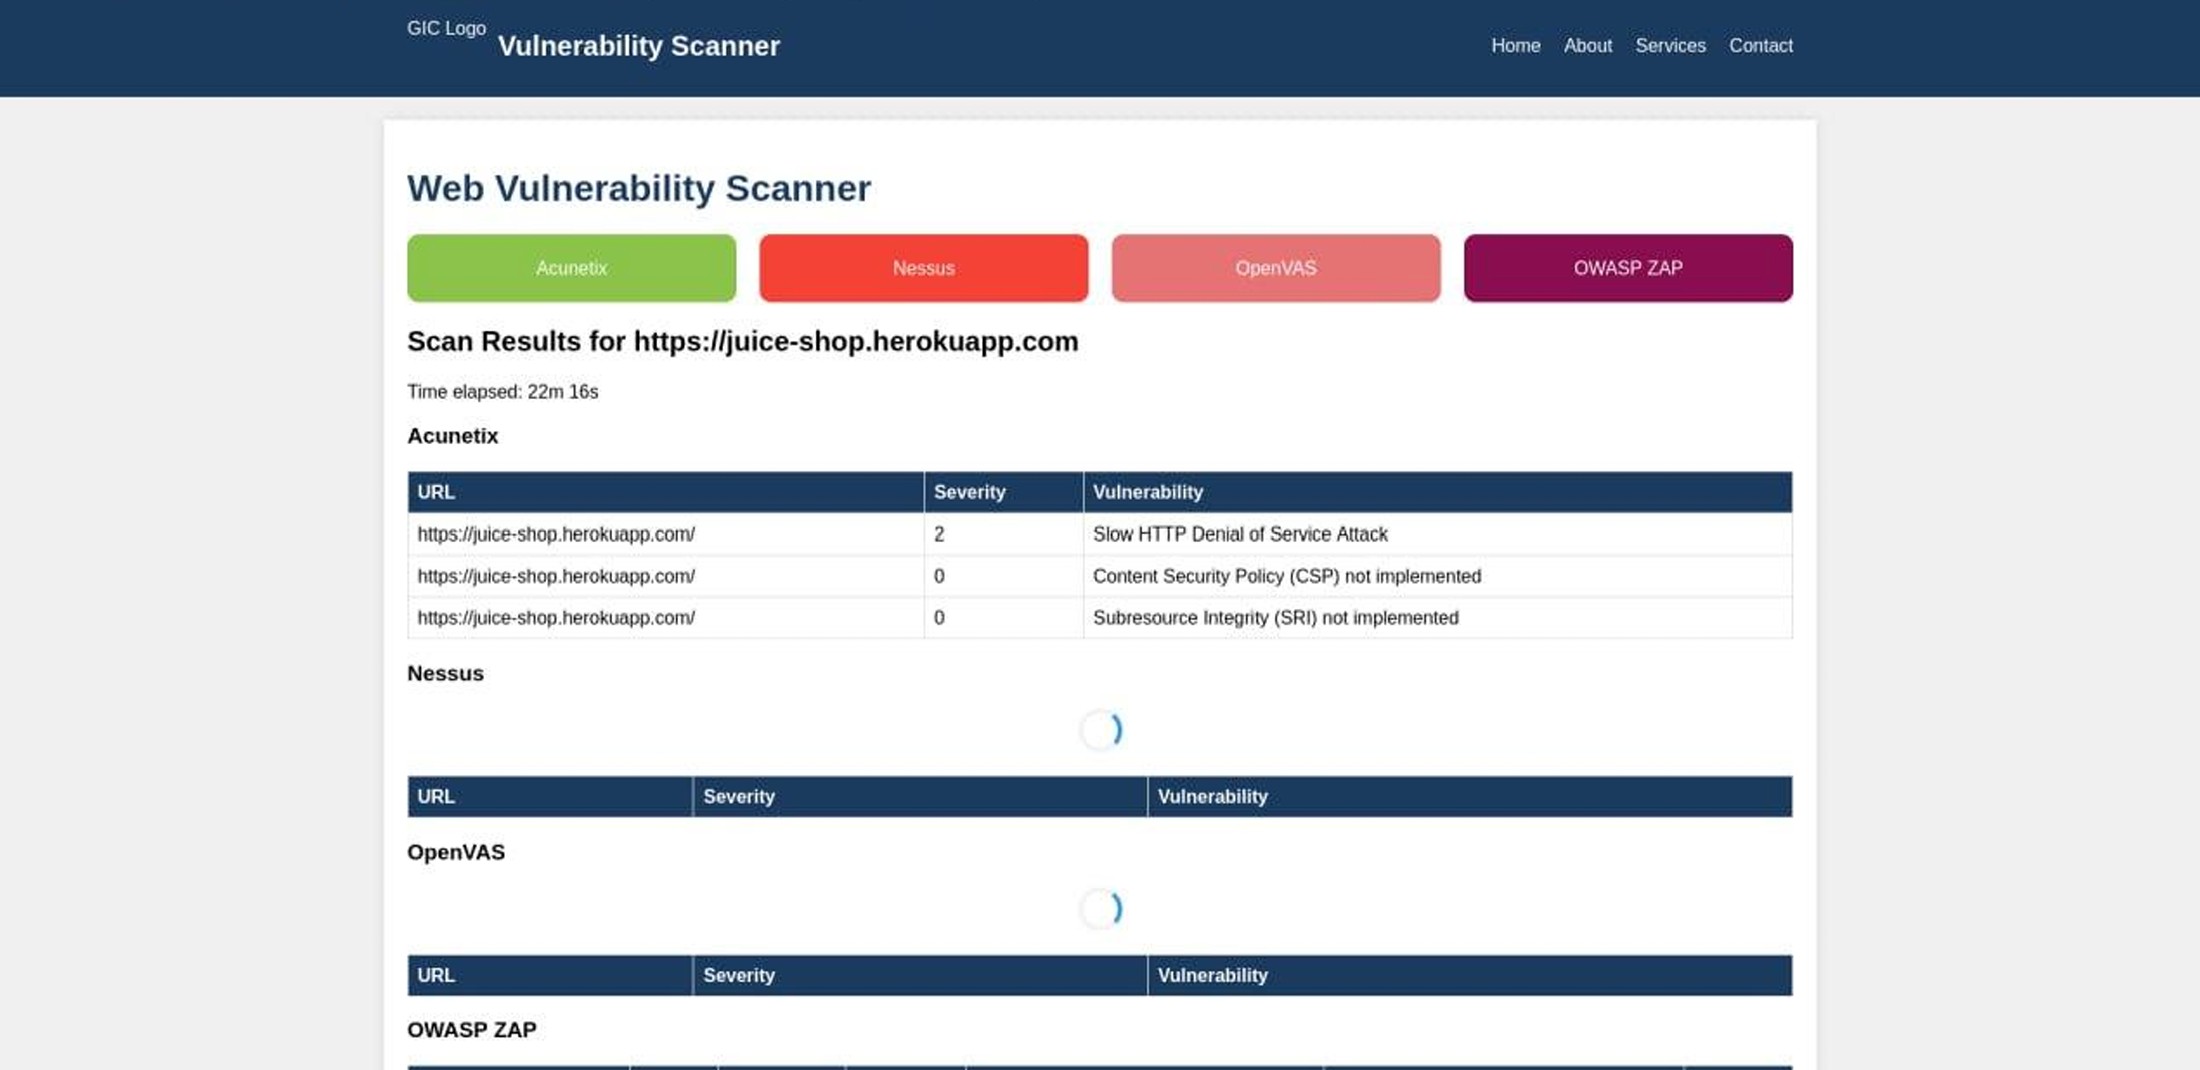 GIC Logo
Vulnerability Scanner
Home About Services Contact
Web Vulnerability Scanner
Acunetix Nessus OpenVAS OWASP ZAP
Scan Results for https://juice-shop.herokuapp.com
Time elapsed: 22m 16s
Acunetix
URL Severity Vulnerability
https://juice-shop.herokuapp.com/ 2 Slow HTTP Denial of Service Attack
https://juice-shop.herokuapp.com/ 0 Content Security Policy (CSP) not implemented
https://juice-shop.herokuapp.com/ 0 Subresource Integrity (SRI) not implemented
Nessus
URL Severity Vulnerability
OpenVAS
URL Severity Vulnerability
OWASP ZAP